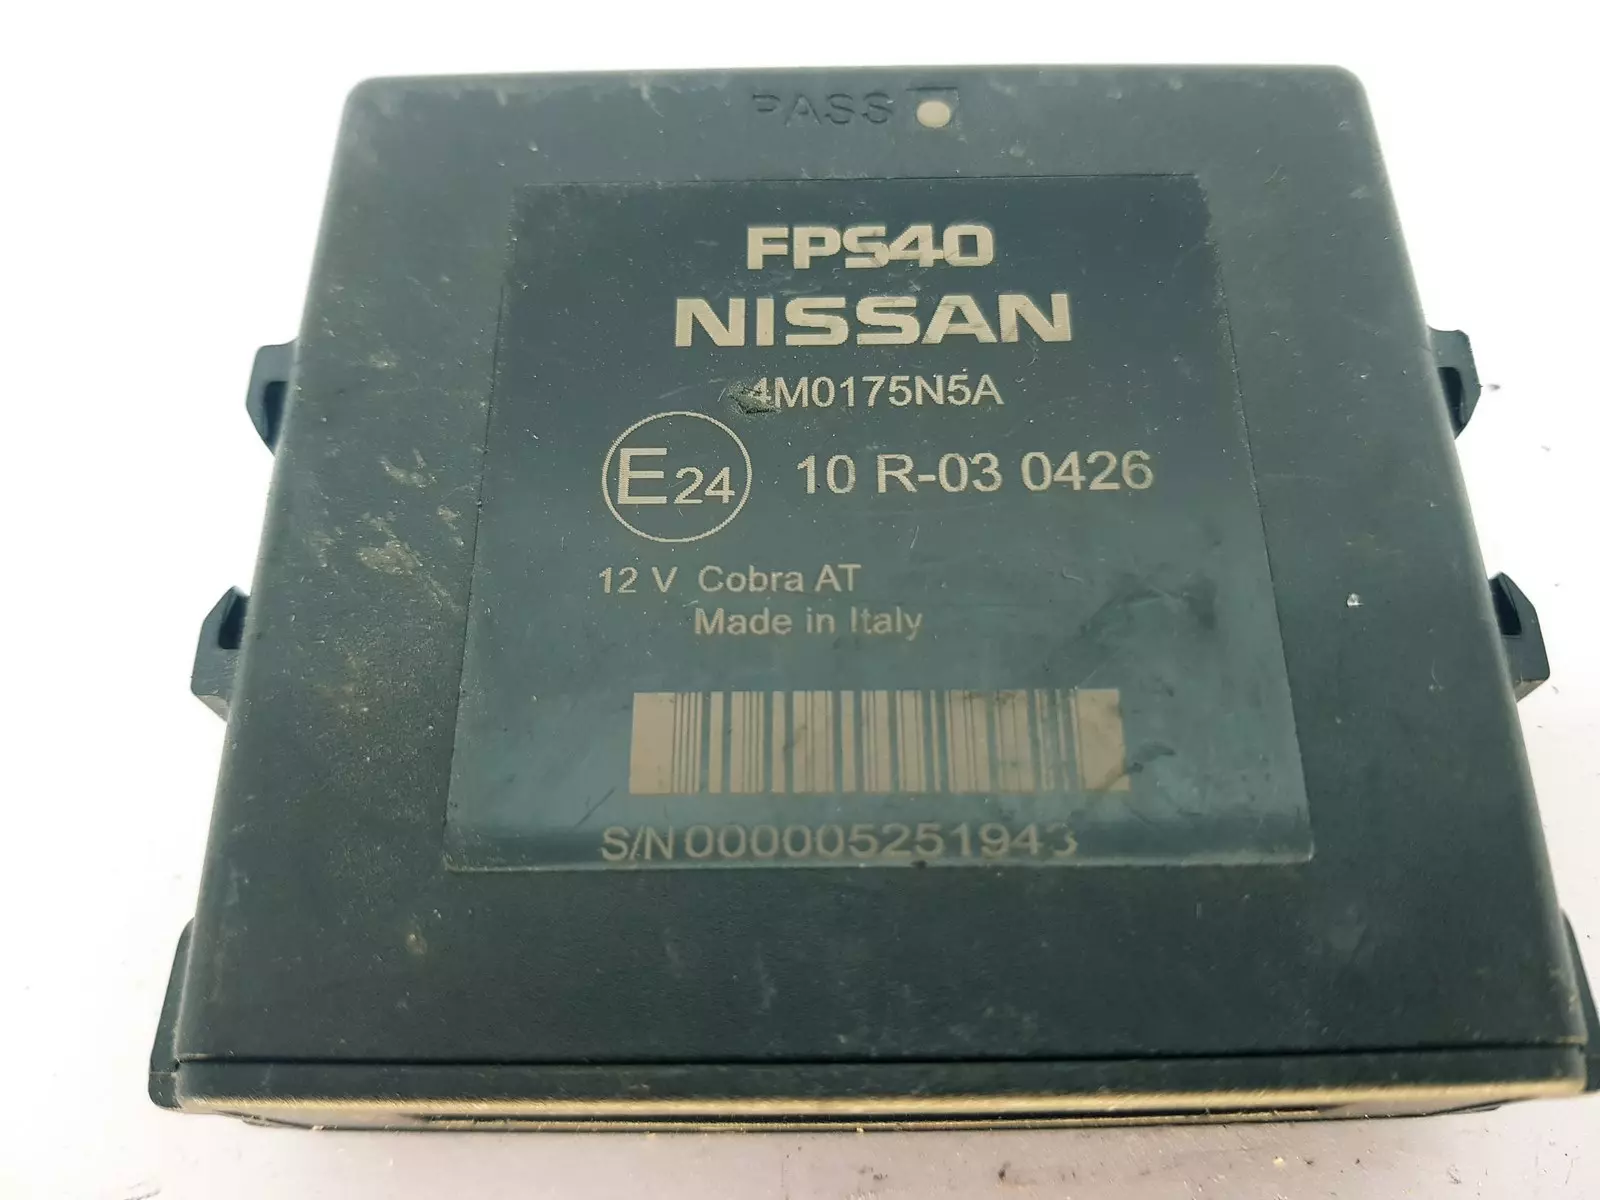 PASS
FPS40
NISSAN
4M0175N5A
E24 10 R-03 0426
12 V Cobra AT
Made in Italy
S/N 000005251943